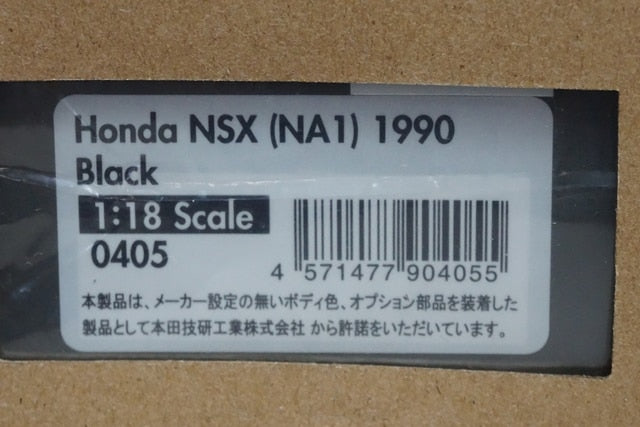 Honda NSX (NA1) 1990
Black
1:18 Scale
0405
4 571477 904055
本製品は、メーカー設定の無いボディ色、オプション部品を装着した
製品として本田技研工業株式会社 から許諾をいただいています。